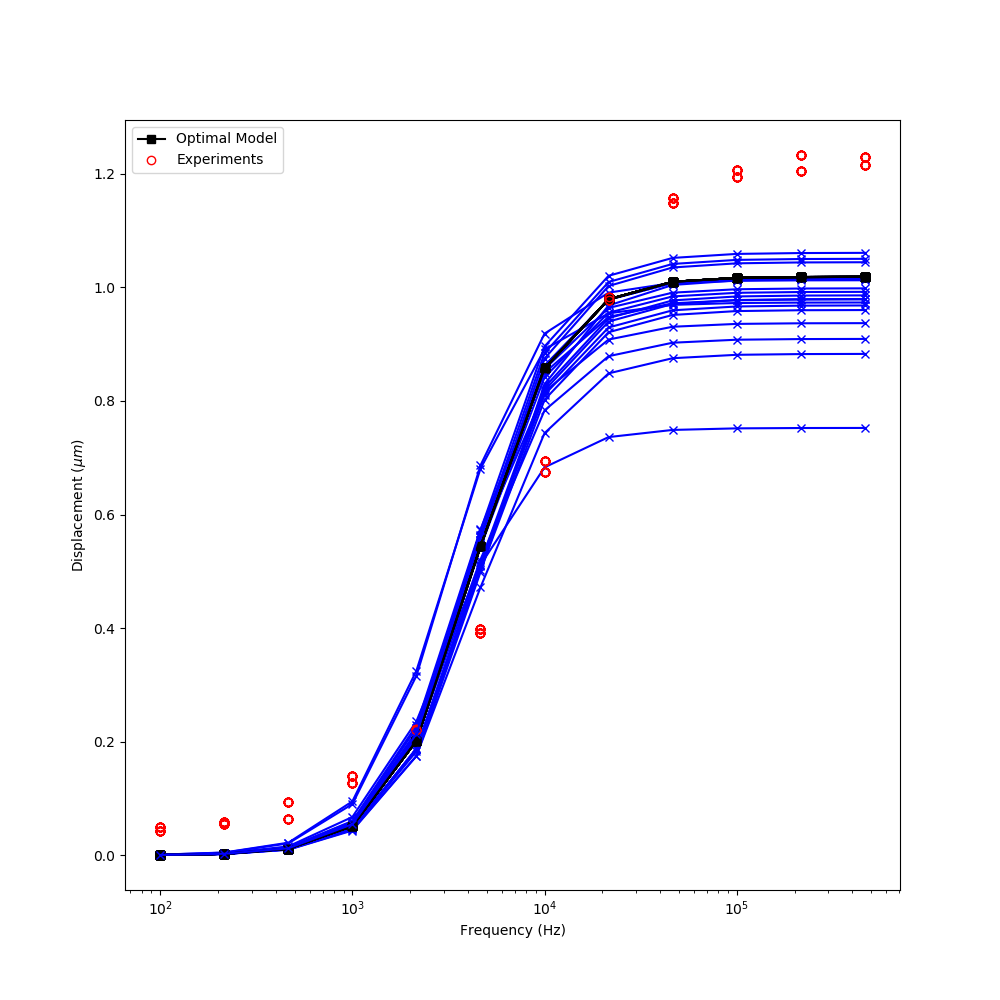 Optimal Model
Experiments
1.2
1.0
0.8
0.6
0.4
0.2
0.0
Displacement (μm)
10²
10³
10⁴
10⁵
Frequency (Hz)